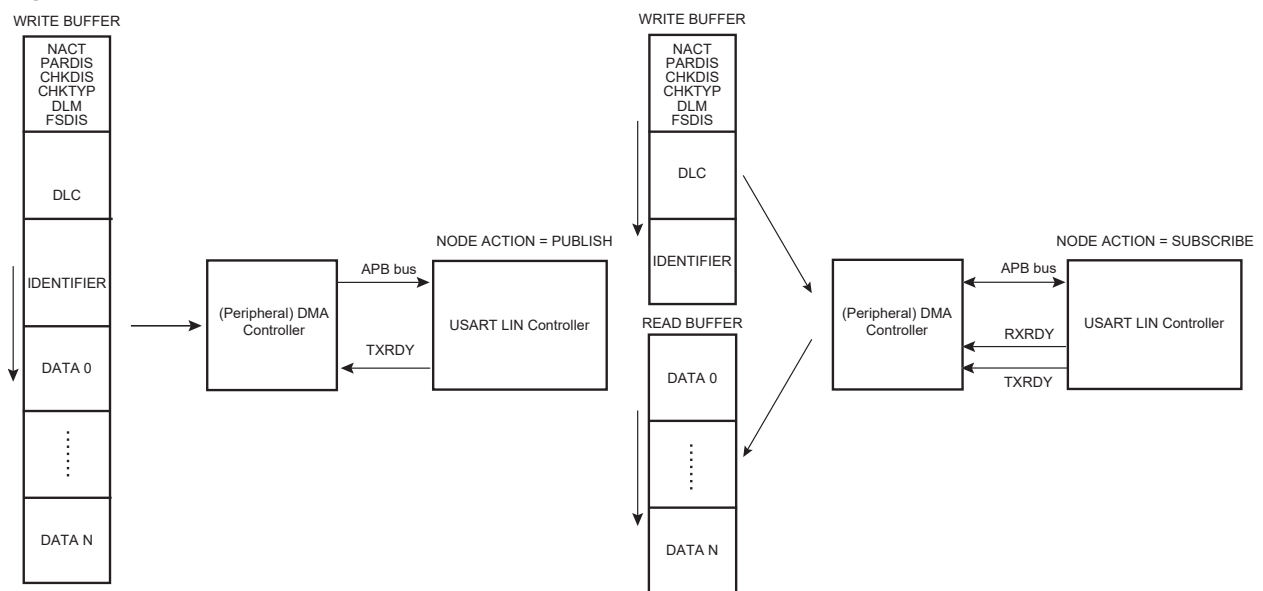 WRITE BUFFER
NACT
PARDIS
CHKDIS
CHKTYP
DLM
FSDIS
DLC
IDENTIFIER
DATA 0
DATA N
(Peripheral) DMA
Controller
APB bus
TXRDY
NODE ACTION = PUBLISH
USART LIN Controller
WRITE BUFFER
NACT
PARDIS
CHKDIS
CHKTYP
DLM
FSDIS
DLC
IDENTIFIER
READ BUFFER
DATA 0
DATA N
(Peripheral) DMA
Controller
APB bus
RXRDY
TXRDY
NODE ACTION = SUBSCRIBE
USART LIN Controller